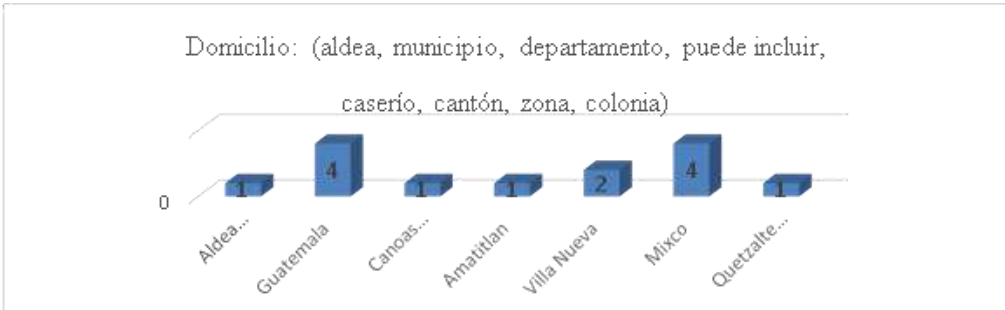 Domicilio: (aldea, municipio, departamento, puede incluir,
caserío, cantón, zona, colonia)
4 4
2
1 1 1 1
0
Aldea...
Guatemala
Canoas...
Amatitlan
Villa Nueva
Mixco
Quetzalte...